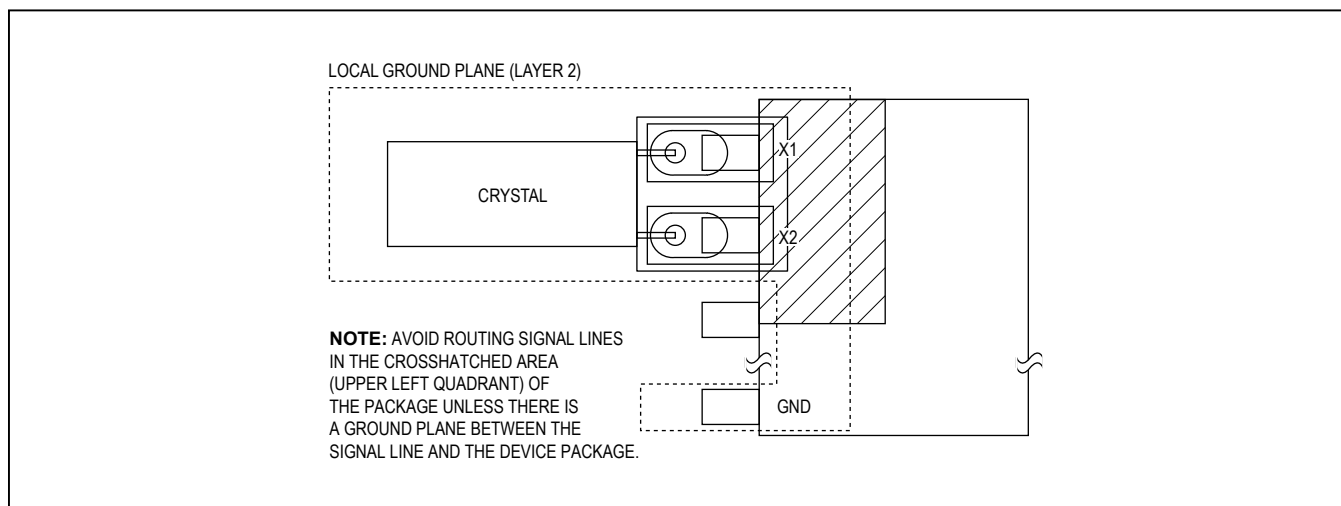 LOCAL GROUND PLANE (LAYER 2)
X1
CRYSTAL
X2
NOTE: AVOID ROUTING SIGNAL LINES
IN THE CROSSHATCHED AREA
(UPPER LEFT QUADRANT) OF
THE PACKAGE UNLESS THERE IS
A GROUND PLANE BETWEEN THE
SIGNAL LINE AND THE DEVICE PACKAGE.
GND